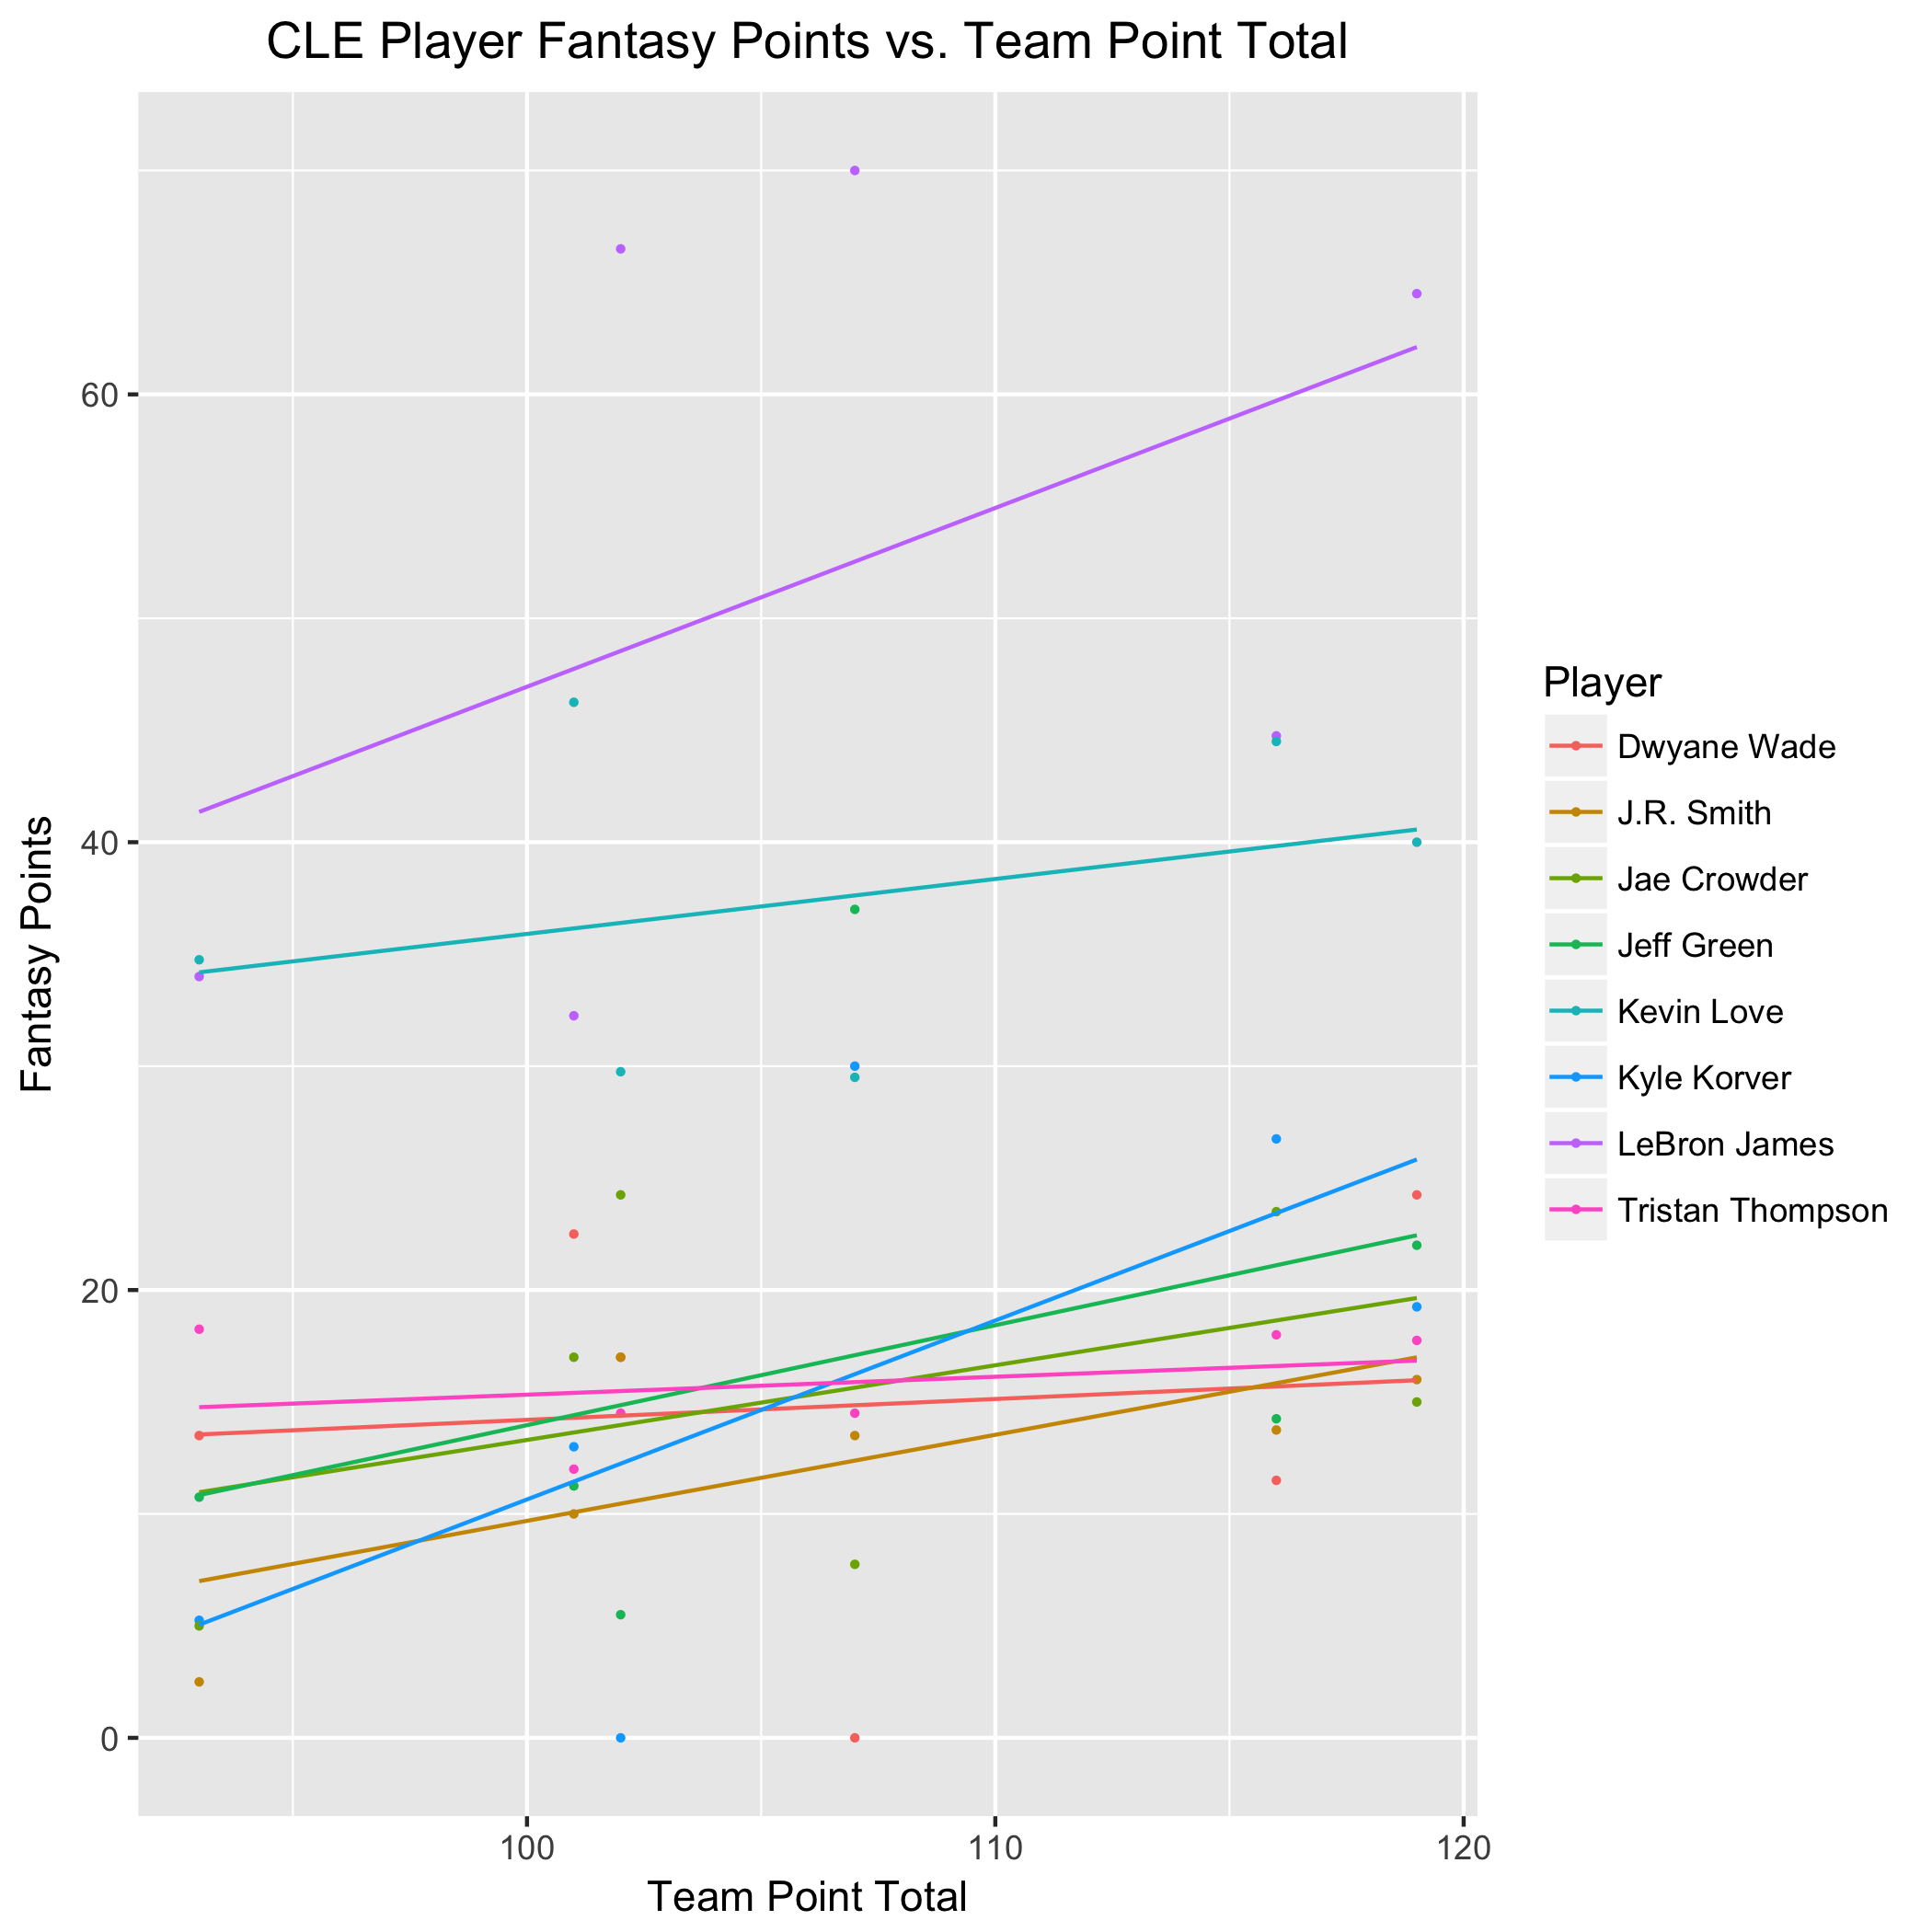 CLE Player Fantasy Points vs. Team Point Total
Fantasy Points
60
40
20
0
100
110
120
Team Point Total
Player
Dwyane Wade
J.R. Smith
Jae Crowder
Jeff Green
Kevin Love
Kyle Korver
LeBron James
Tristan Thompson